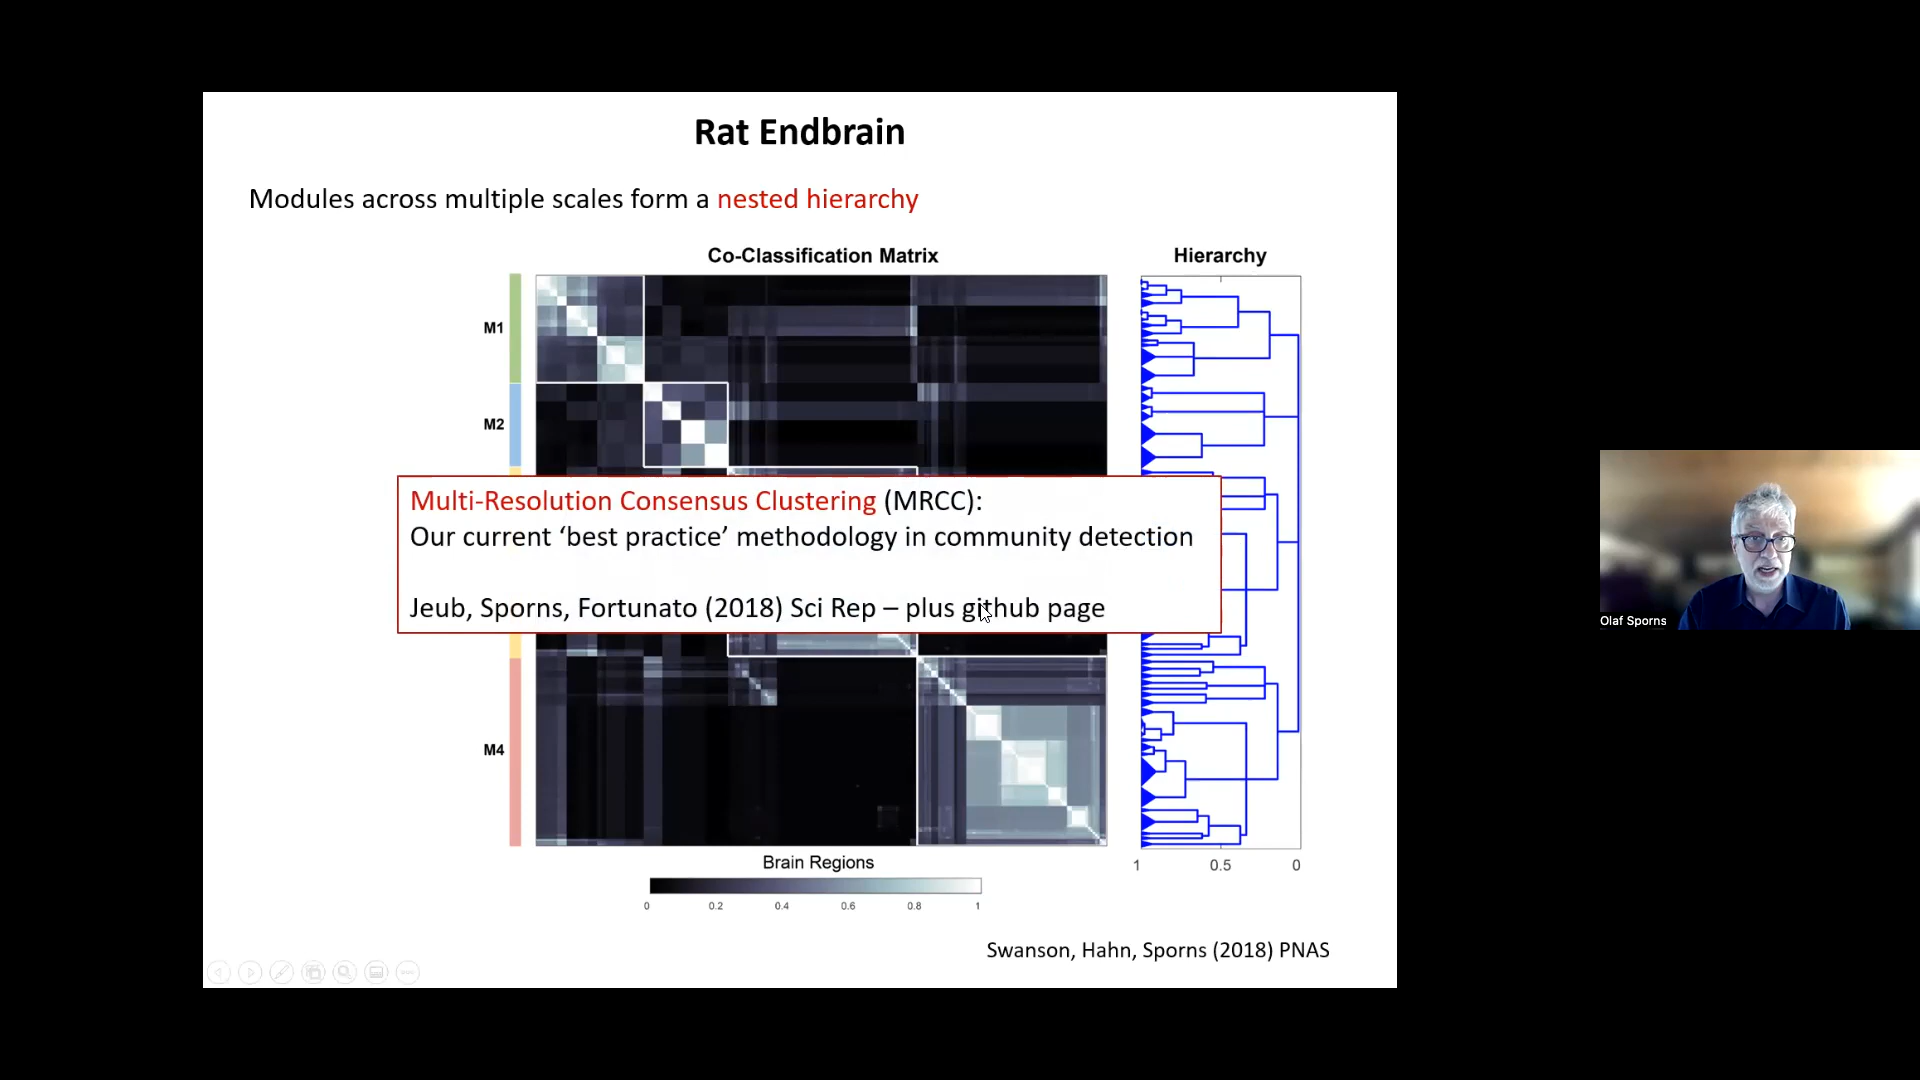 Rat Endbrain
Modules across multiple scales form a nested hierarchy
Co-Classification Matrix
Hierarchy
M1
M2
Multi-Resolution Consensus Clustering (MRCC):
Our current ‘best practice’ methodology in community detection
Jeub, Sporns, Fortunato (2018) Sci Rep – plus github page
Olaf Sporns
M4
Brain Regions
1 0.5 0
0 0.2 0.4 0.6 0.8 1
Swanson, Hahn, Sporns (2018) PNAS